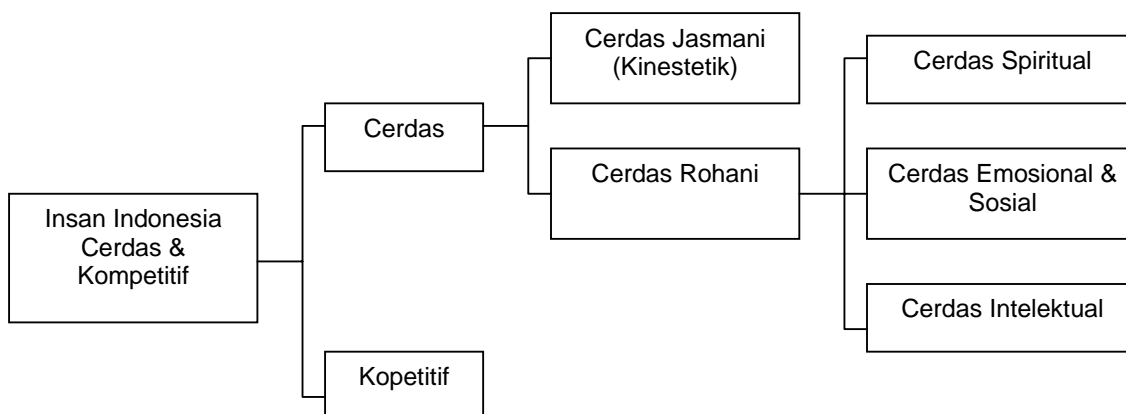 Insan Indonesia
Cerdas &
Kompetitif
Cerdas
Kopetitif
Cerdas Jasmani
(Kinestetik)
Cerdas Rohani
Cerdas Spiritual
Cerdas Emosional &
Sosial
Cerdas Intelektual